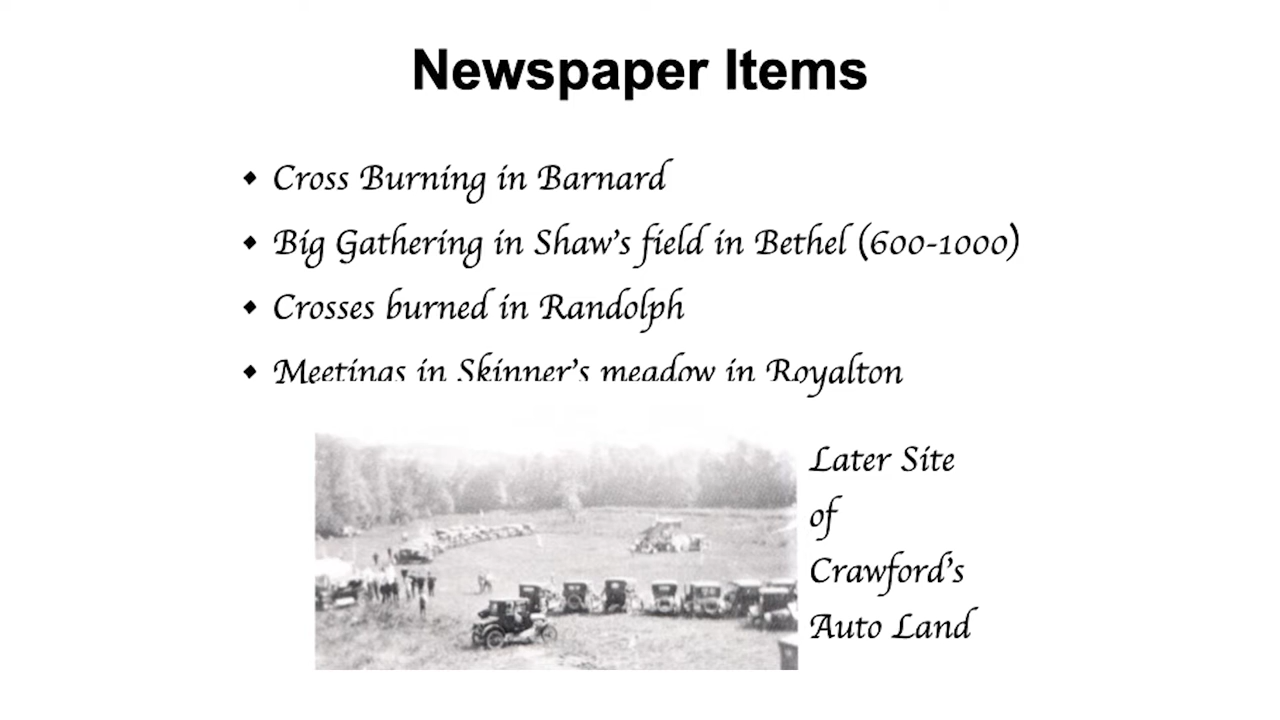 Newspaper Items
◆ Cross Burning in Barnard
◆ Big Gathering in Shaw's field in Bethel (600-1000)
◆ Crosses burned in Randolph
◆ Meetings in Skinner's meadow in Royalton
Later Site
of
Crawford's
Auto Land